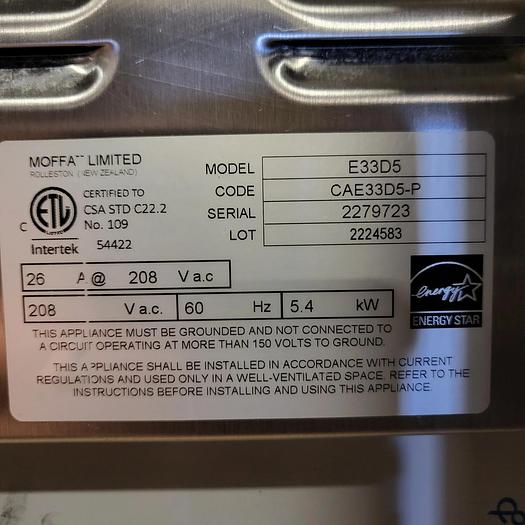 MOFFAT LIMITED
ROLLESTON (NEW ZEALAND)
MODEL E33D5
CODE CAE33D5-P
SERIAL 2279723
LOT 2224583
C ETL LISTED
Intertek
CERTIFIED TO
CSA STD C22.2
No. 109
54422
26 A @ 208 V a.c
208 V a.c. 60 Hz 5.4 kW
energy
ENERGY STAR
THIS APPLIANCE MUST BE GROUNDED AND NOT CONNECTED TO
A CIRCUIT OPERATING AT MORE THAN 150 VOLTS TO GROUND.
THIS APPLIANCE SHALL BE INSTALLED IN ACCORDANCE WITH CURRENT
REGULATIONS AND USED ONLY IN A WELL-VENTILATED SPACE. REFER TO THE
INSTRUCTIONS BEFORE INSTALLING AND USING THIS APPLIANCE.